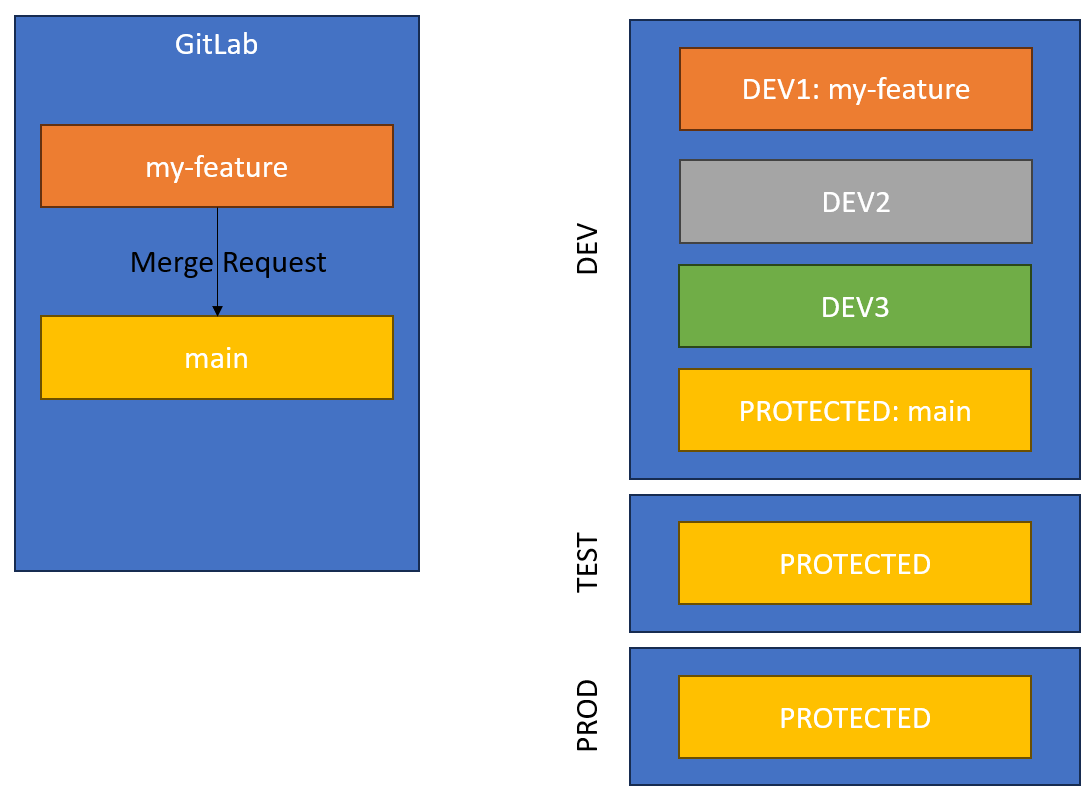 GitLab
my-feature
Merge Request
main
DEV
DEV1: my-feature
DEV2
DEV3
PROTECTED: main
TEST
PROTECTED
PROD
PROTECTED